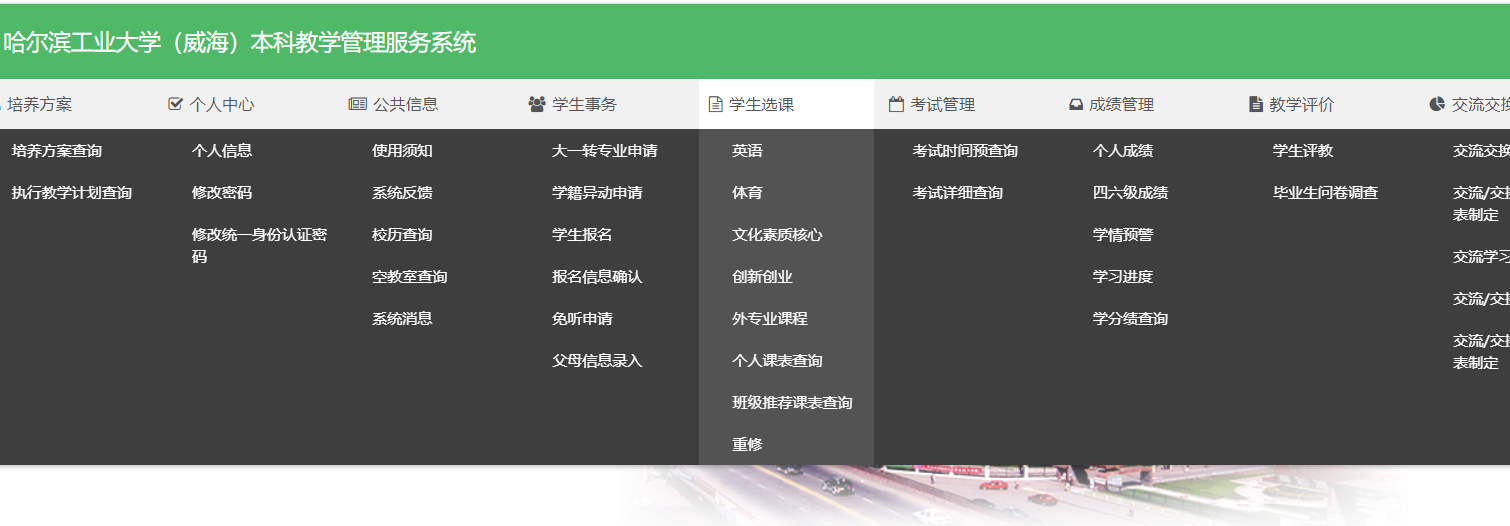 哈尔滨工业大学（威海）本科教学管理服务系统
培养方案 个人中心 公共信息 学生事务 学生选课 考试管理 成绩管理 教学评价 交流交换
培养方案查询
执行教学计划查询
个人信息
修改密码
修改统一身份认证密
码
使用须知
系统反馈
校历查询
空教室查询
系统消息
大一转专业申请
学籍异动申请
学生报名
报名信息确认
免听申请
父母信息录入
英语
体育
文化素质核心
创新创业
外专业课程
个人课表查询
班级推荐课表查询
重修
考试时间预查询
考试详细查询
个人成绩
四六级成绩
学情预警
学习进度
学分绩查询
学生评教
毕业生问卷调查
交流交换
交流/交换
表制定
交流学习
交流/交换
交流/交换
表制定